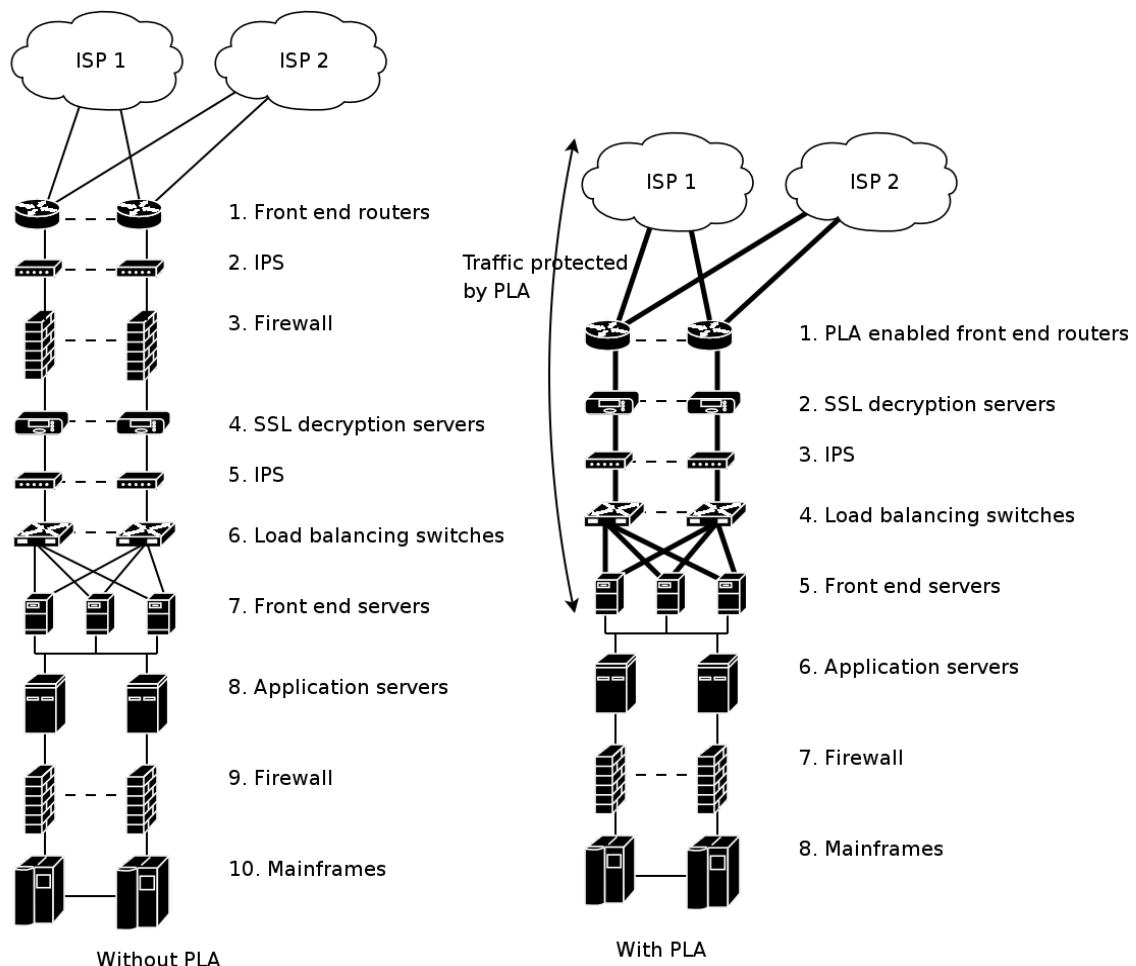 ISP 1
ISP 2
1. Front end routers
2. IPS
3. Firewall
4. SSL decryption servers
5. IPS
6. Load balancing switches
7. Front end servers
8. Application servers
9. Firewall
10. Mainframes
Without PLA
ISP 1
ISP 2
Traffic protected
by PLA
1. PLA enabled front end routers
2. SSL decryption servers
3. IPS
4. Load balancing switches
5. Front end servers
6. Application servers
7. Firewall
8. Mainframes
With PLA